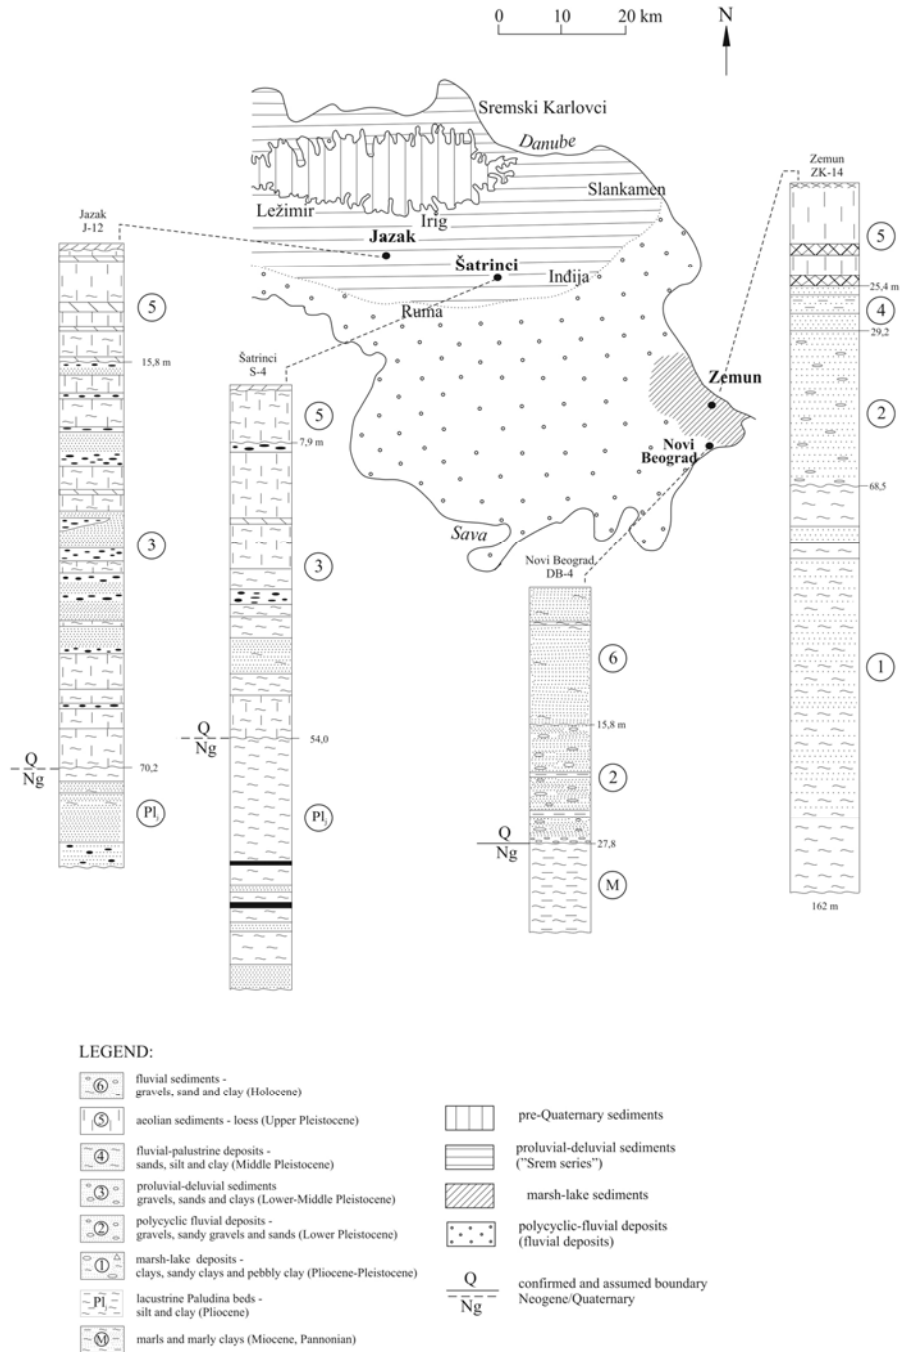 0 10 20 km
N
Sremski Karlovci
Danube
Slankamen
Ležimir
Irig
Jazak
Šatrinci
Inđija
Ruma
Zemun
Novi
Beograd
Sava
Jazak
J-12
5
15,8 m
3
Q
Ng
70,2
Pl
Šatrinci
S-4
5
7,9 m
3
Q
Ng
54,0
Pl
Novi Beograd
DB-4
6
15,8 m
2
Q
Ng
27,8
M
Zemun
ZK-14
5
25,4 m
4
29,2
2
68,5
1
162 m
LEGEND:
6 fluvial sediments -
gravels, sand and clay (Holocene)
5 aeolian sediments - loess (Upper Pleistocene)
4 fluvial-palustrine deposits -
sands, silt and clay (Middle Pleistocene)
3 proluvial-deluvial sediments
gravels, sands and clays (Lower-Middle Pleistocene)
2 polycyclic fluvial deposits -
gravels, sandy gravels and sands (Lower Pleistocene)
1 marsh-lake deposits -
clays, sandy clays and pebbly clay (Pliocene-Pleistocene)
Pl lacustrine Paludina beds -
silt and clay (Pliocene)
M marls and marly clays (Miocene, Pannonian)
pre-Quaternary sediments
proluvial-deluvial sediments
("Srem series")
marsh-lake sediments
polycyclic-fluvial deposits
(fluvial deposits)
Q
Ng
confirmed and assumed boundary
Neogene/Quaternary